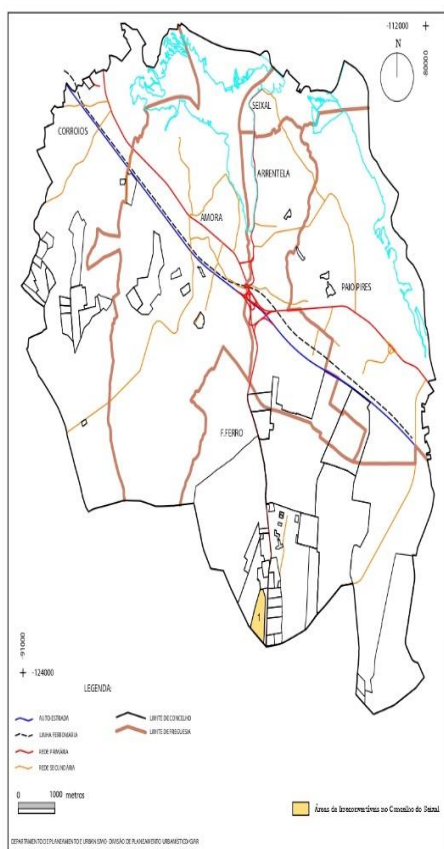 -112000
80000
N
SEIXAL
CORROIOS
ARRENTELA
AMORA
PAIO PIRES
F.FERRO
1
-91000
-124000
LEGENDA:
AUTO-ESTRADA
LIMITE DE CONCELHO
LINHA FERROVIARIA
LIMITE DE FREGUESIA
REDE PRIMÁRIA
REDE SECUNDÁRIA
0 1000 metros
Áreas de Irreconvertíveis no Concelho do Seixal
DEPARTAMENTO DE PLANEAMENTO E URBANISMO- DIVISÃO DE PLANEAMENTO URBANÍSTICO